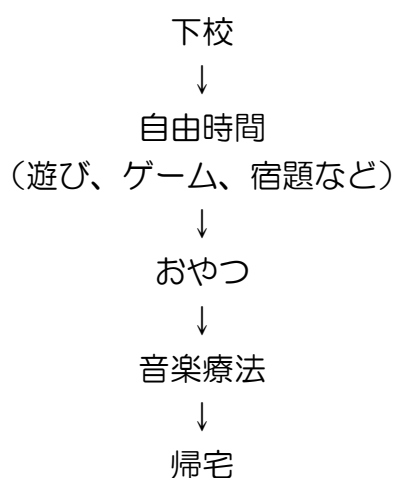 下校
↓
自由時間
（遊び、ゲーム、宿題など）
↓
おやつ
↓
音楽療法
↓
帰宅